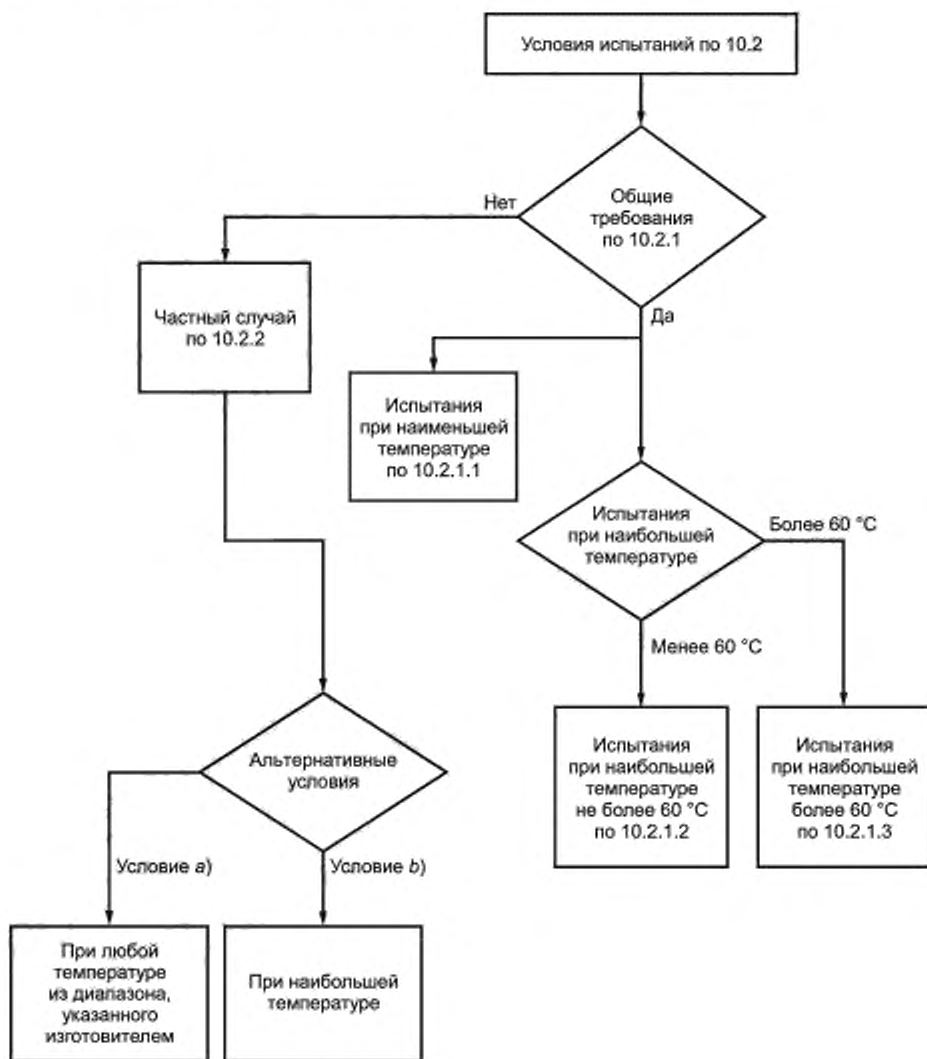 Условия испытаний по 10.2
Общие
требования
по 10.2.1
Нет
Да
Частный случай
по 10.2.2
Испытания
при наименьшей
температуре
по 10.2.1.1
Испытания
при наибольшей
температуре
Более 60 °C
Менее 60 °C
Испытания
при наибольшей
температуре
не более 60 °C
по 10.2.1.2
Испытания
при наибольшей
температуре
более 60 °C
по 10.2.1.3
Альтернативные
условия
Условие a)
Условие b)
При любой
температуре
из диапазона,
указанного
изготовителем
При наибольшей
температуре